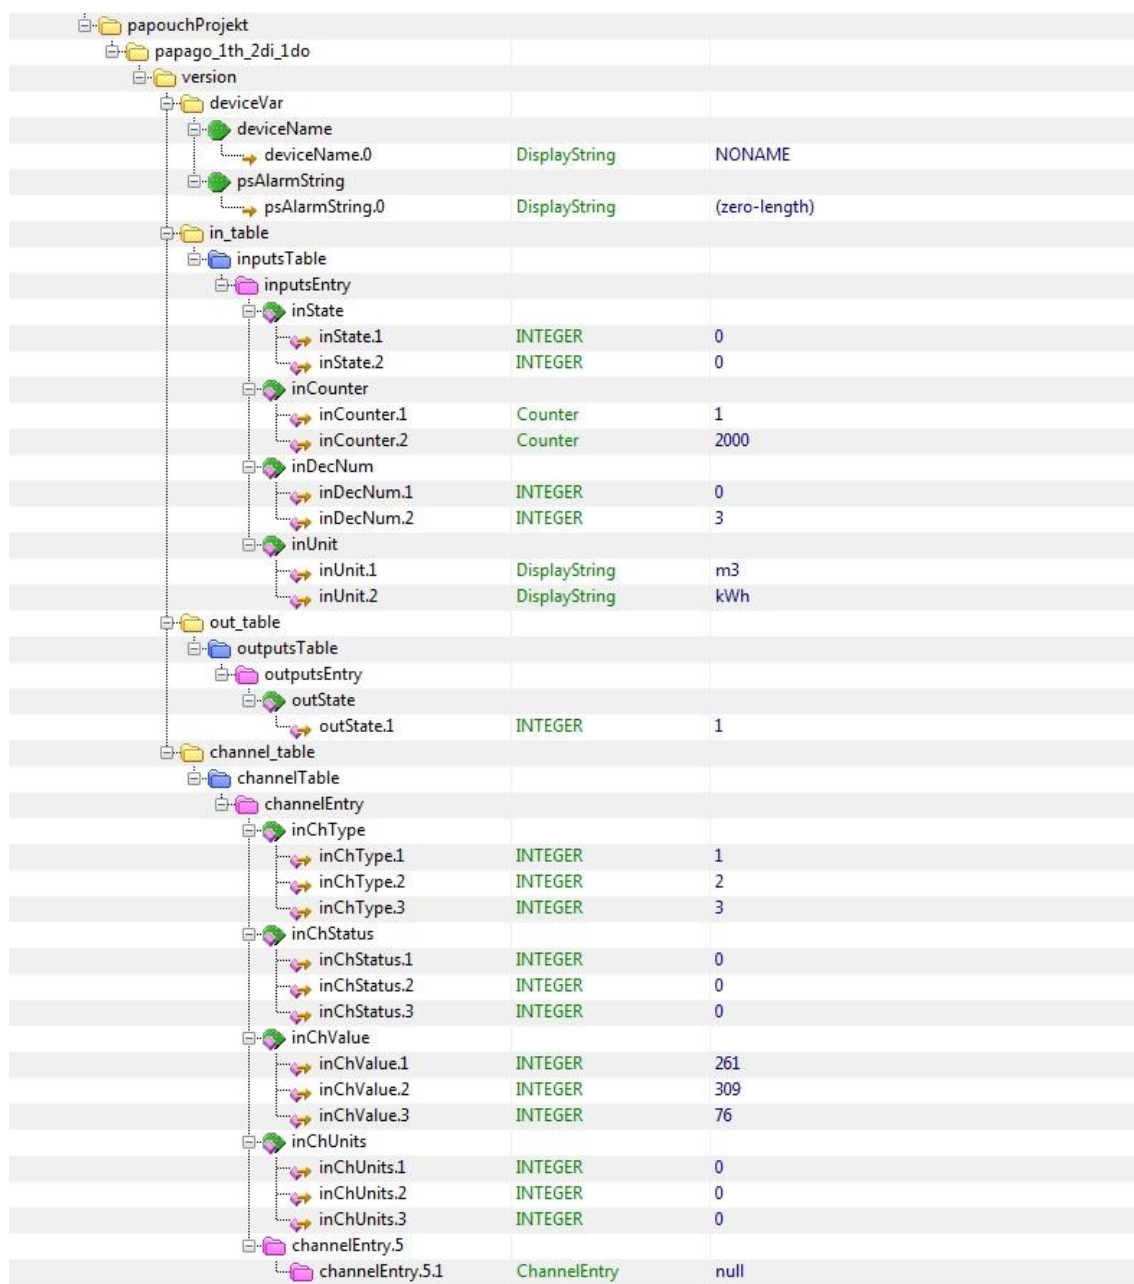 papouchProjekt
papago_1th_2di_1do
version
deviceVar
deviceName
deviceName.0 DisplayString NONAME
psAlarmString
psAlarmString.0 DisplayString (zero-length)
in_table
inputsTable
inputsEntry
inState
inState.1 INTEGER 0
inState.2 INTEGER 0
inCounter
inCounter.1 Counter 1
inCounter.2 Counter 2000
inDecNum
inDecNum.1 INTEGER 0
inDecNum.2 INTEGER 3
inUnit
inUnit.1 DisplayString m3
inUnit.2 DisplayString kWh
out_table
outputsTable
outputsEntry
outState
outState.1 INTEGER 1
channel_table
channelTable
channelEntry
inChType
inChType.1 INTEGER 1
inChType.2 INTEGER 2
inChType.3 INTEGER 3
inChStatus
inChStatus.1 INTEGER 0
inChStatus.2 INTEGER 0
inChStatus.3 INTEGER 0
inChValue
inChValue.1 INTEGER 261
inChValue.2 INTEGER 309
inChValue.3 INTEGER 76
inChUnits
inChUnits.1 INTEGER 0
inChUnits.2 INTEGER 0
inChUnits.3 INTEGER 0
channelEntry.5
channelEntry.5.1 ChannelEntry null